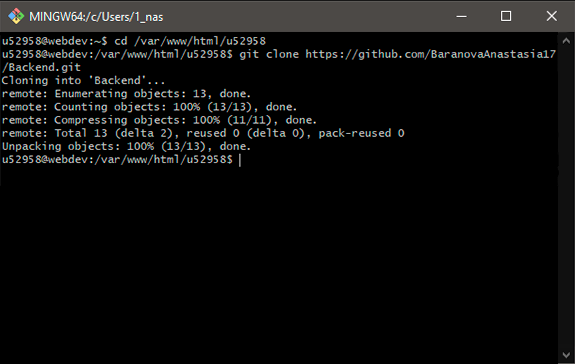 MINGW64:/c/Users/1_nas
u52958@webdev:~$ cd /var/www/html/u52958
u52958@webdev:/var/www/html/u52958$ git clone https://github.com/BaranovaAnastasia17
/Backend.git
Cloning into 'Backend'...
remote: Enumerating objects: 13, done.
remote: Counting objects: 100% (13/13), done.
remote: Compressing objects: 100% (11/11), done.
remote: Total 13 (delta 2), reused 0 (delta 0), pack-reused 0
Unpacking objects: 100% (13/13), done.
u52958@webdev:/var/www/html/u52958$